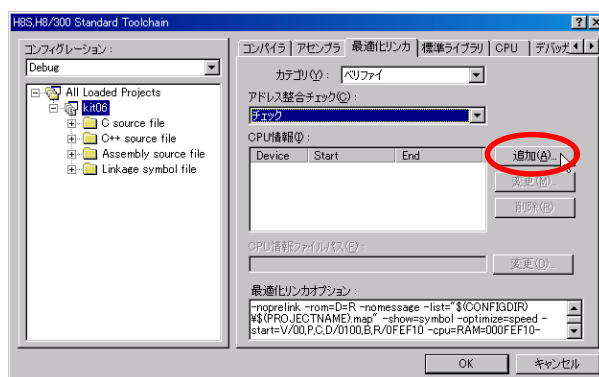 H8S,H8/300 Standard Toolchain
コンフィグレーション：
Debug
All Loaded Projects
kit06
C source file
C++ source file
Assembly source file
Linkage symbol file
コンパイラ アセンブラ 最適化リンカ 標準ライブラリ CPU デバッガ
カテゴリ(Y)： ベリファイ
アドレス整合チェック(C)：
チェック
CPU情報(I)：
Device Start End
追加(A)...
変更(M)...
削除(R)
CPU情報ファイルパス(E)：
変更(O)...
最適化リンカオプション：
-noprelink -rom=D=R -nomessage -list="$(CONFIGDIR)
¥$(PROJECTNAME).map" -show=symbol -optimize=speed -
start=V/00,P,C,D/0100,B,R/0FEF10 -cpu=RAM=000FEF10-
OK キャンセル